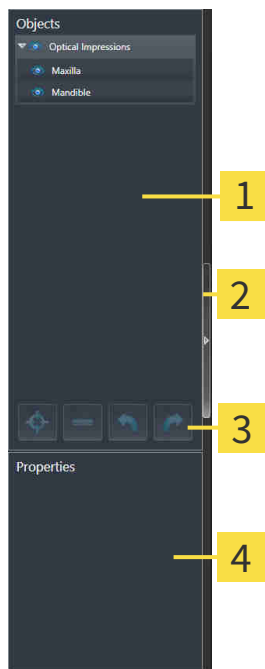 Objects
Optical Impressions
Maxilla
Mandible
1
2
3
Properties
4